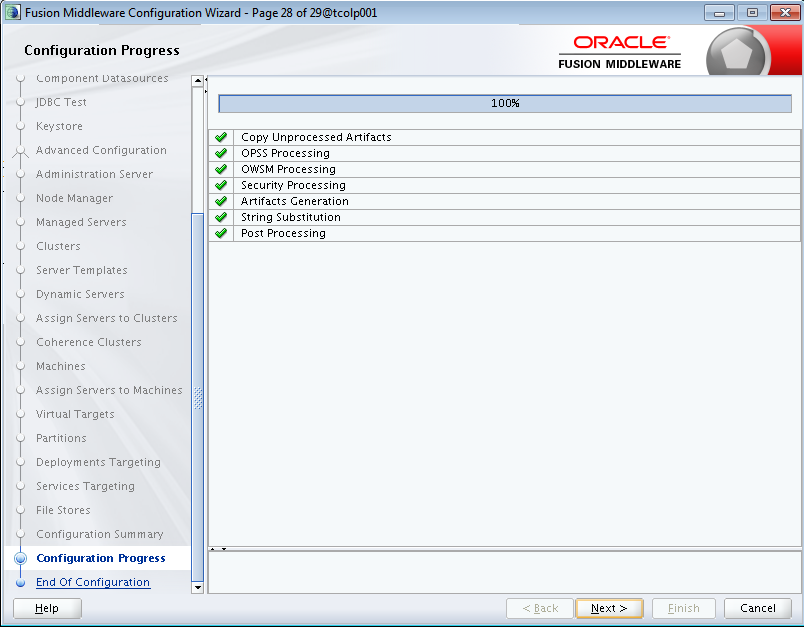 Fusion Middleware Configuration Wizard - Page 28 of 29@tcolp001
Configuration Progress
ORACLE
FUSION MIDDLEWARE
Component Datasources
JDBC Test
Keystore
Advanced Configuration
Administration Server
Node Manager
Managed Servers
Clusters
Server Templates
Dynamic Servers
Assign Servers to Clusters
Coherence Clusters
Machines
Assign Servers to Machines
Virtual Targets
Partitions
Deployments Targeting
Services Targeting
File Stores
Configuration Summary
Configuration Progress
End Of Configuration
100%
Copy Unprocessed Artifacts
OPSS Processing
OWSM Processing
Security Processing
Artifacts Generation
String Substitution
Post Processing
Help
< Back
Next >
Finish
Cancel